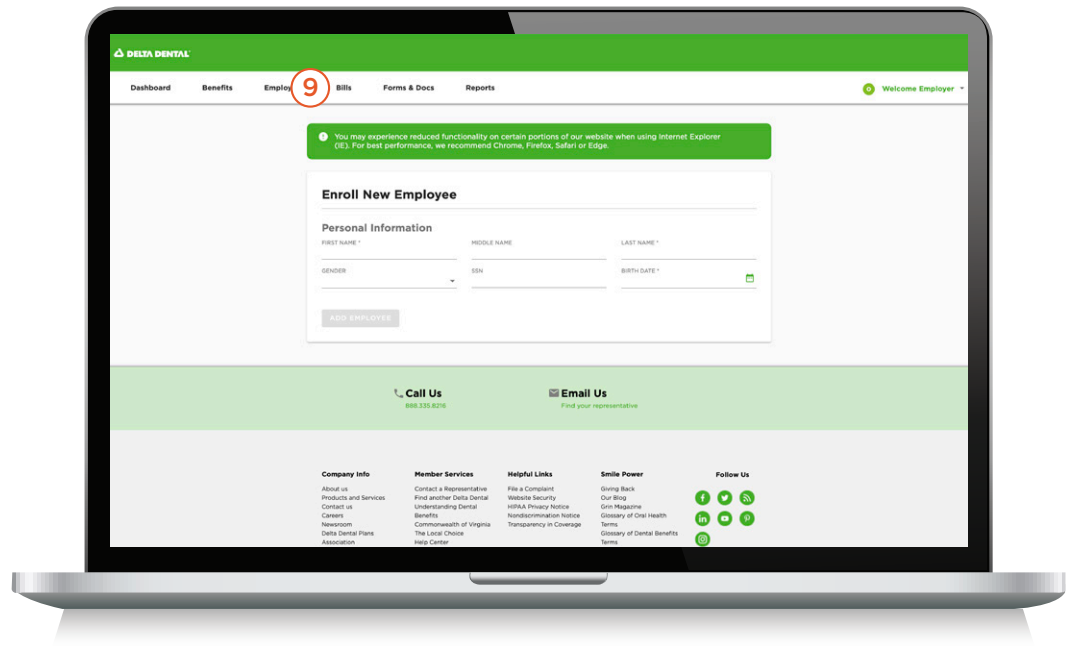 DELTA DENTAL
Dashboard Benefits Employ 9 Bills Forms & Docs Reports Welcome Employer
You may experience reduced functionality on certain portions of our website when using Internet Explorer
(IE). For best performance, we recommend Chrome, Firefox, Safari or Edge.
Enroll New Employee
Personal Information
FIRST NAME * MIDDLE NAME LAST NAME *
GENDER SSN BIRTH DATE *
ADD EMPLOYEE
Call Us Email Us
888.335.8216 Find your representative
Company Info Member Services Helpful Links Smile Power Follow Us
About us Contact a Representative File a Complaint Giving Back
Products and Services Find another Delta Dental Website Security Our Blog
Contact us Understanding Dental HIPAA Privacy Notice Grin Magazine
Careers Benefits Nondiscrimination Notice Glossary of Oral Health
Newsroom Commonwealth of Virginia Transparency in Coverage Terms
Delta Dental Plans The Local Choice Glossary of Dental Benefits
Association Help Center Terms